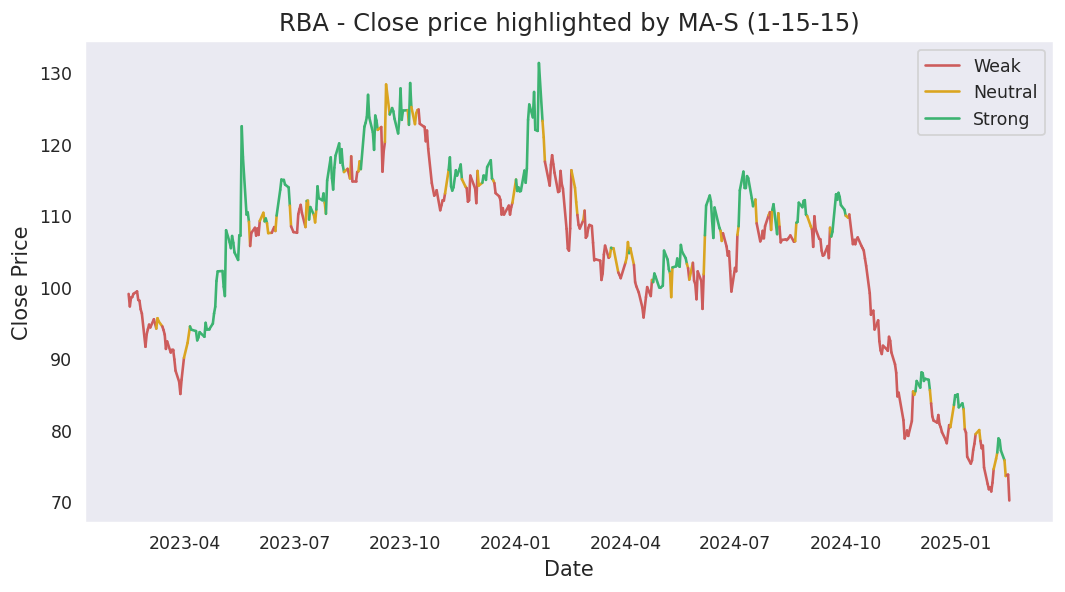 RBA - Close price highlighted by MA-S (1-15-15)
Weak
Neutral
Strong
Close Price
130
120
110
100
90
80
70
2023-04
2023-07
2023-10
2024-01
2024-04
2024-07
2024-10
2025-01
Date